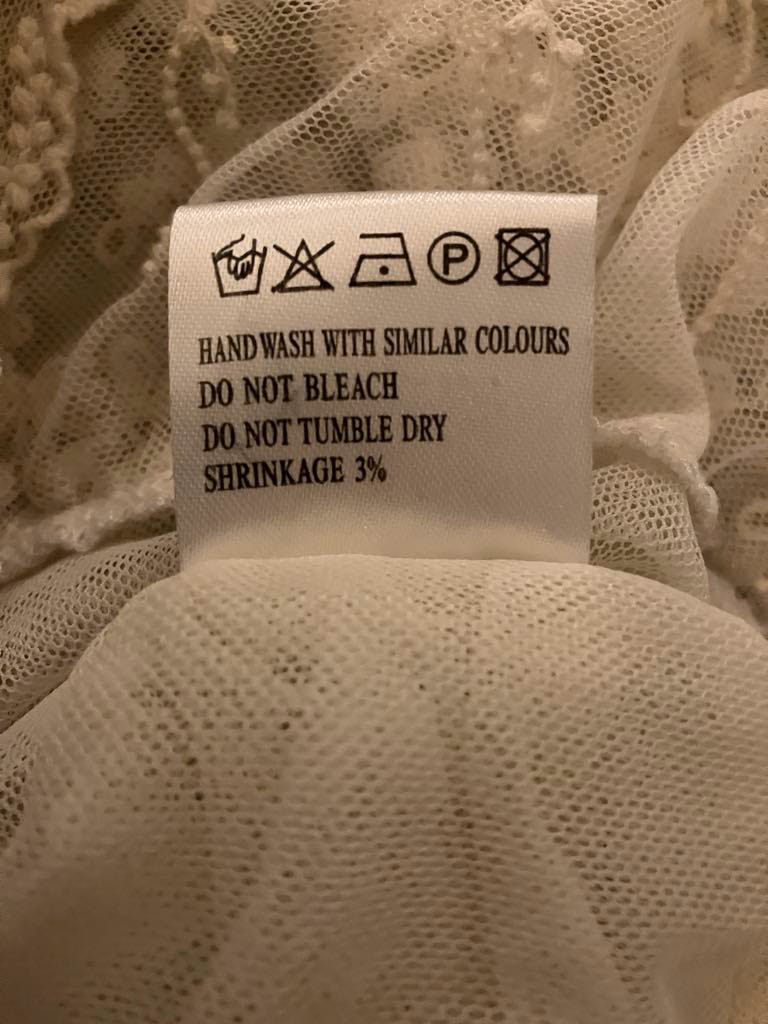 P
HAND WASH WITH SIMILAR COLOURS
DO NOT BLEACH
DO NOT TUMBLE DRY
SHRINKAGE 3%